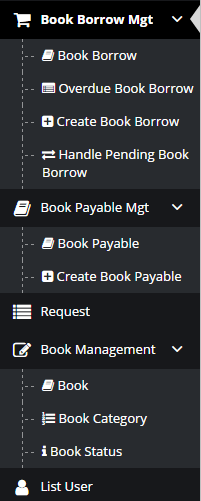 Book Borrow Mgt
Book Borrow
Overdue Book Borrow
Create Book Borrow
Handle Pending Book
Borrow
Book Payable Mgt
Book Payable
Create Book Payable
Request
Book Management
Book
Book Category
Book Status
List User